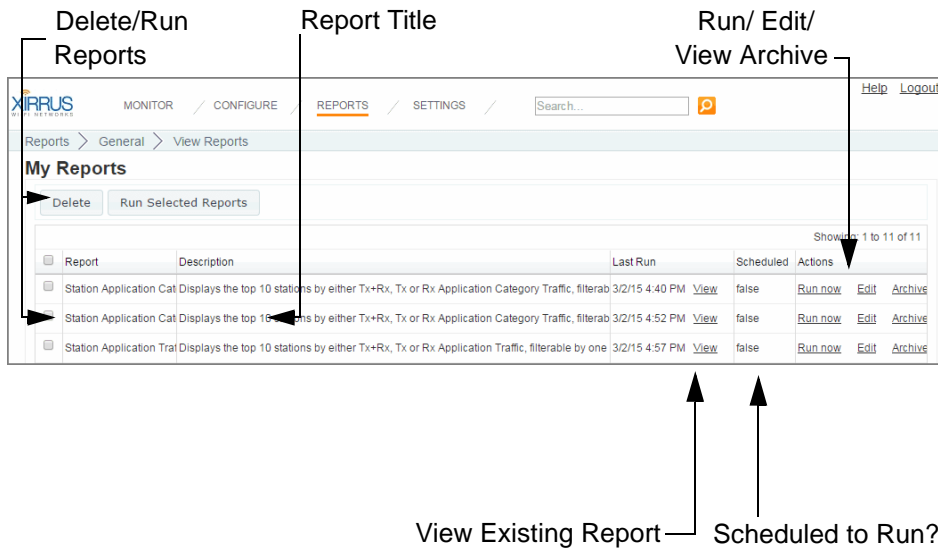 Delete/Run
Reports
Report Title
Run/ Edit/
View Archive
Help Logout
XIRRUS
WI-FI NETWORKS
MONITOR / CONFIGURE / REPORTS / SETTINGS /
Search...
Reports > General > View Reports
My Reports
Delete Run Selected Reports
Showing: 1 to 11 of 11
Report Description Last Run Scheduled Actions
Station Application Cat Displays the top 10 stations by either Tx+Rx, Tx or Rx Application Category Traffic, filterab 3/2/15 4:40 PM View false Run now Edit Archive
Station Application Cat Displays the top 10 stations by either Tx+Rx, Tx or Rx Application Category Traffic, filterab 3/2/15 4:52 PM View false Run now Edit Archive
Station Application Traf Displays the top 10 stations by either Tx+Rx, Tx or Rx Application Traffic, filterable by one 3/2/15 4:57 PM View false Run now Edit Archive
View Existing Report
Scheduled to Run?